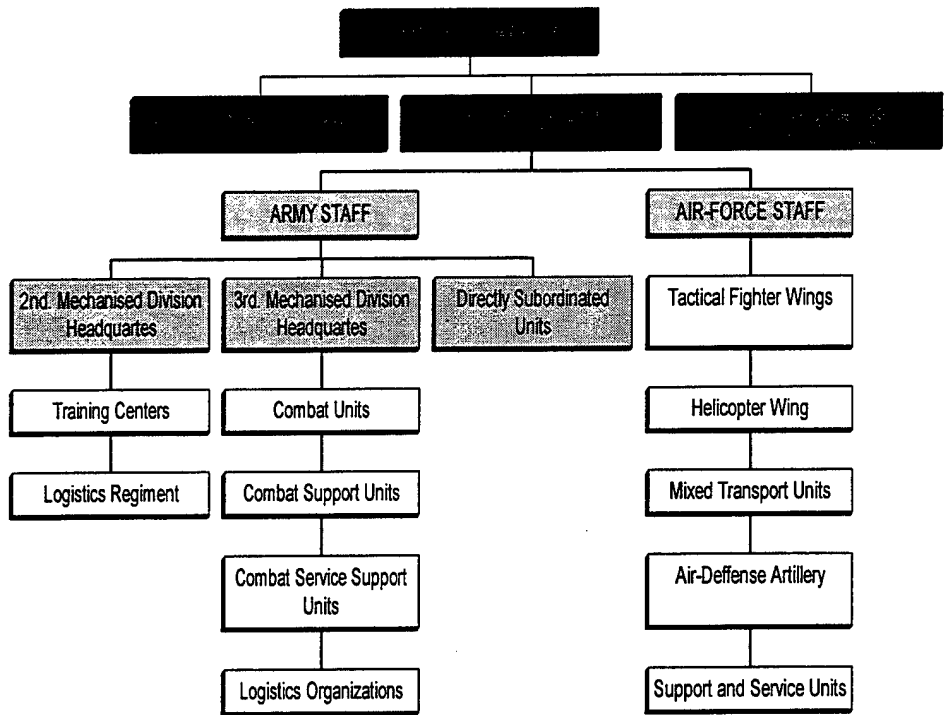 ARMY STAFF
AIR-FORCE STAFF
2nd. Mechanised Division
Headquartes
3rd. Mechanised Division
Headquartes
Directly Subordinated
Units
Tactical Fighter Wings
Training Centers
Combat Units
Helicopter Wing
Logistics Regiment
Combat Support Units
Mixed Transport Units
Combat Service Support
Units
Air-Deffense Artillery
Logistics Organizations
Support and Service Units